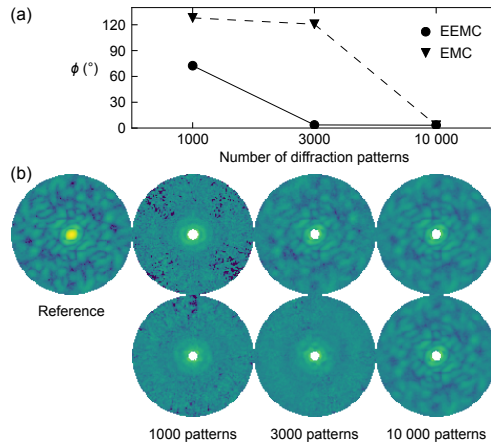 (a)
ϕ (°)
120
90
60
30
0
EEMC
EMC
1000
3000
10 000
Number of diffraction patterns
(b)
Reference
1000 patterns
3000 patterns
10 000 patterns